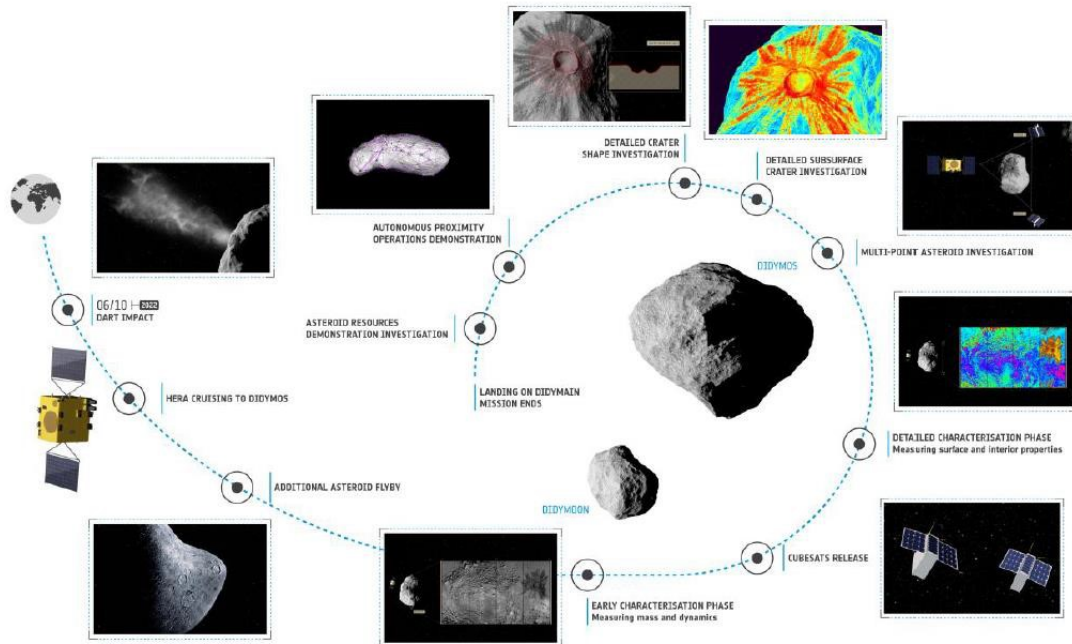 DETAILED CRATER
SHAPE INVESTIGATION
DETAILED SUBSURFACE
CRATER INVESTIGATION
AUTONOMOUS PROXIMITY
OPERATIONS DEMONSTRATION
DIDYMOS
MULTI-POINT ASTEROID INVESTIGATION
06/10 2022
DART IMPACT
ASTEROID RESOURCES
DEMONSTRATION INVESTIGATION
HERA CRUISING TO DIDYMOS
LANDING ON DIDYMAIN
MISSION ENDS
DETAILED CHARACTERISATION PHASE
Measuring surface and interior properties
ADDITIONAL ASTEROID FLYBY
DIDYMOON
CUBESATS RELEASE
EARLY CHARACTERISATION PHASE
Measuring mass and dynamics